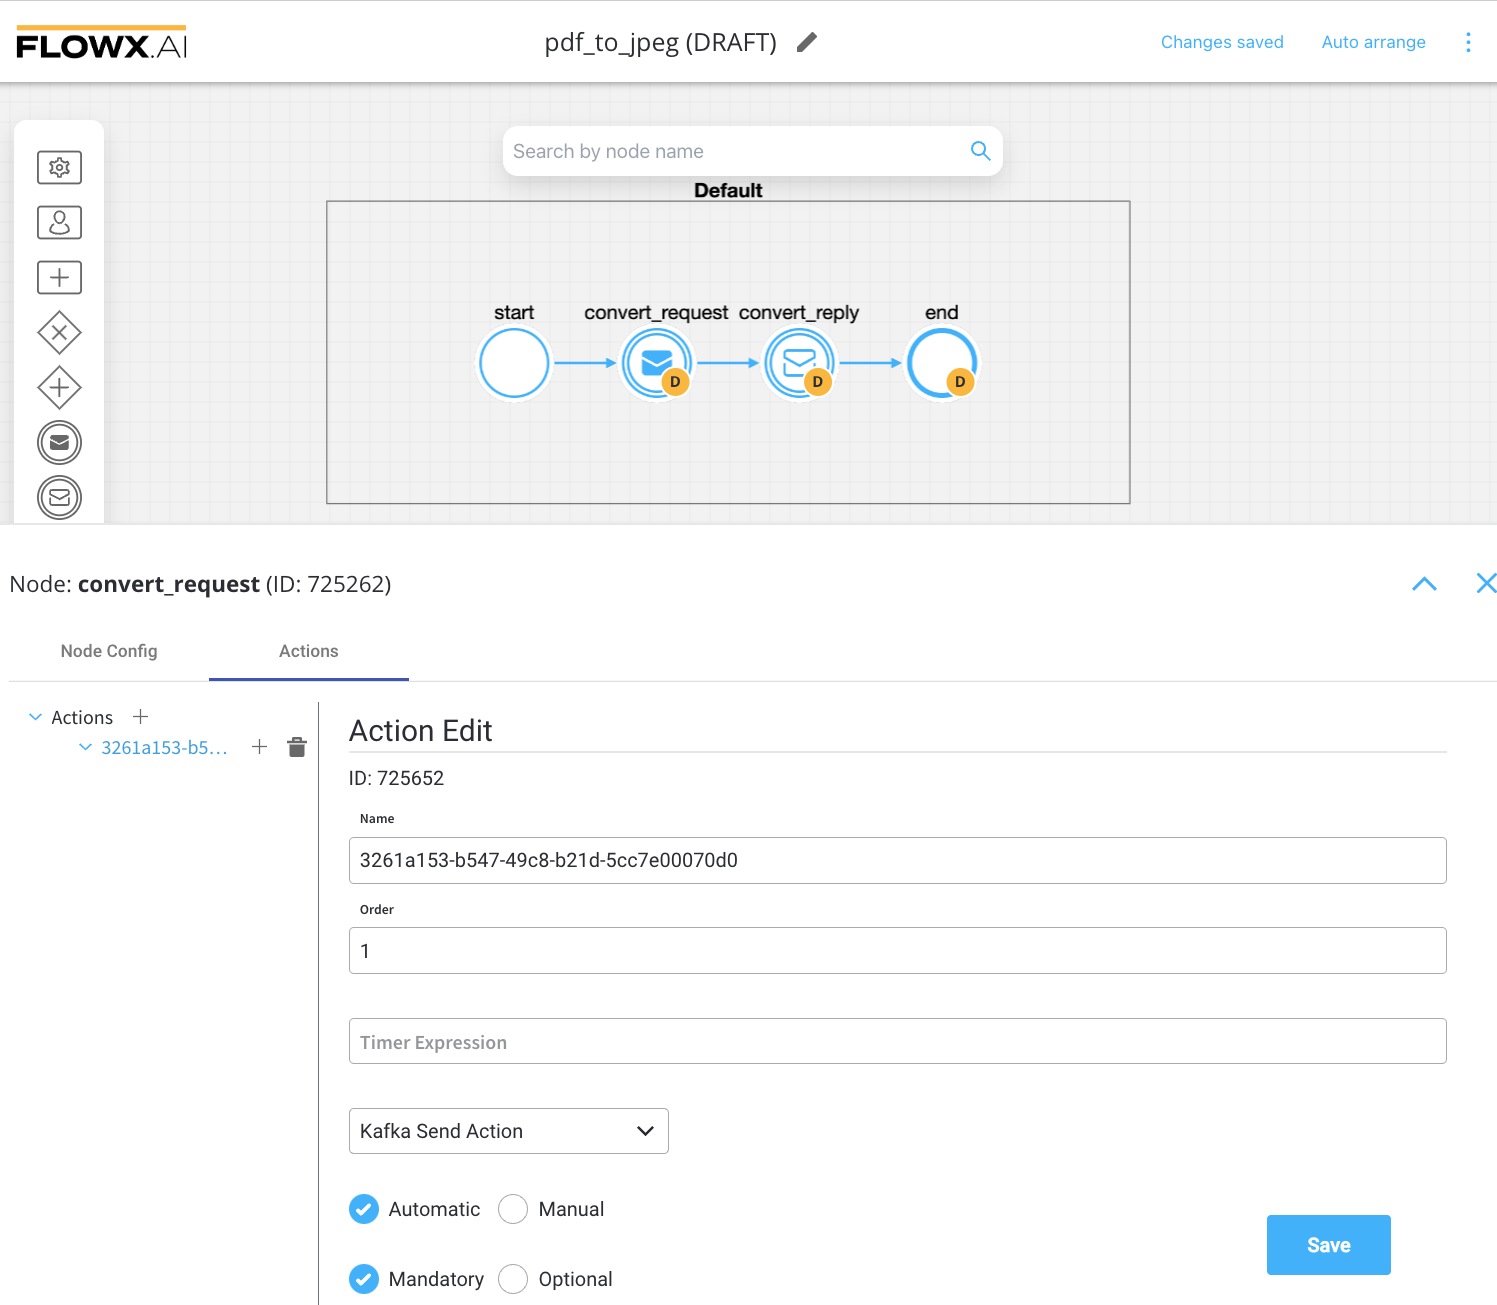 FLOWX.AI
pdf_to_jpeg (DRAFT)
Changes saved
Auto arrange
Search by node name
Default
start
convert_request
convert_reply
end
D
D
D
Node: convert_request (ID: 725262)
Node Config
Actions
Actions
3261a153-b5...
Action Edit
ID: 725652
Name
3261a153-b547-49c8-b21d-5cc7e00070d0
Order
1
Timer Expression
Kafka Send Action
Automatic
Manual
Save
Mandatory
Optional